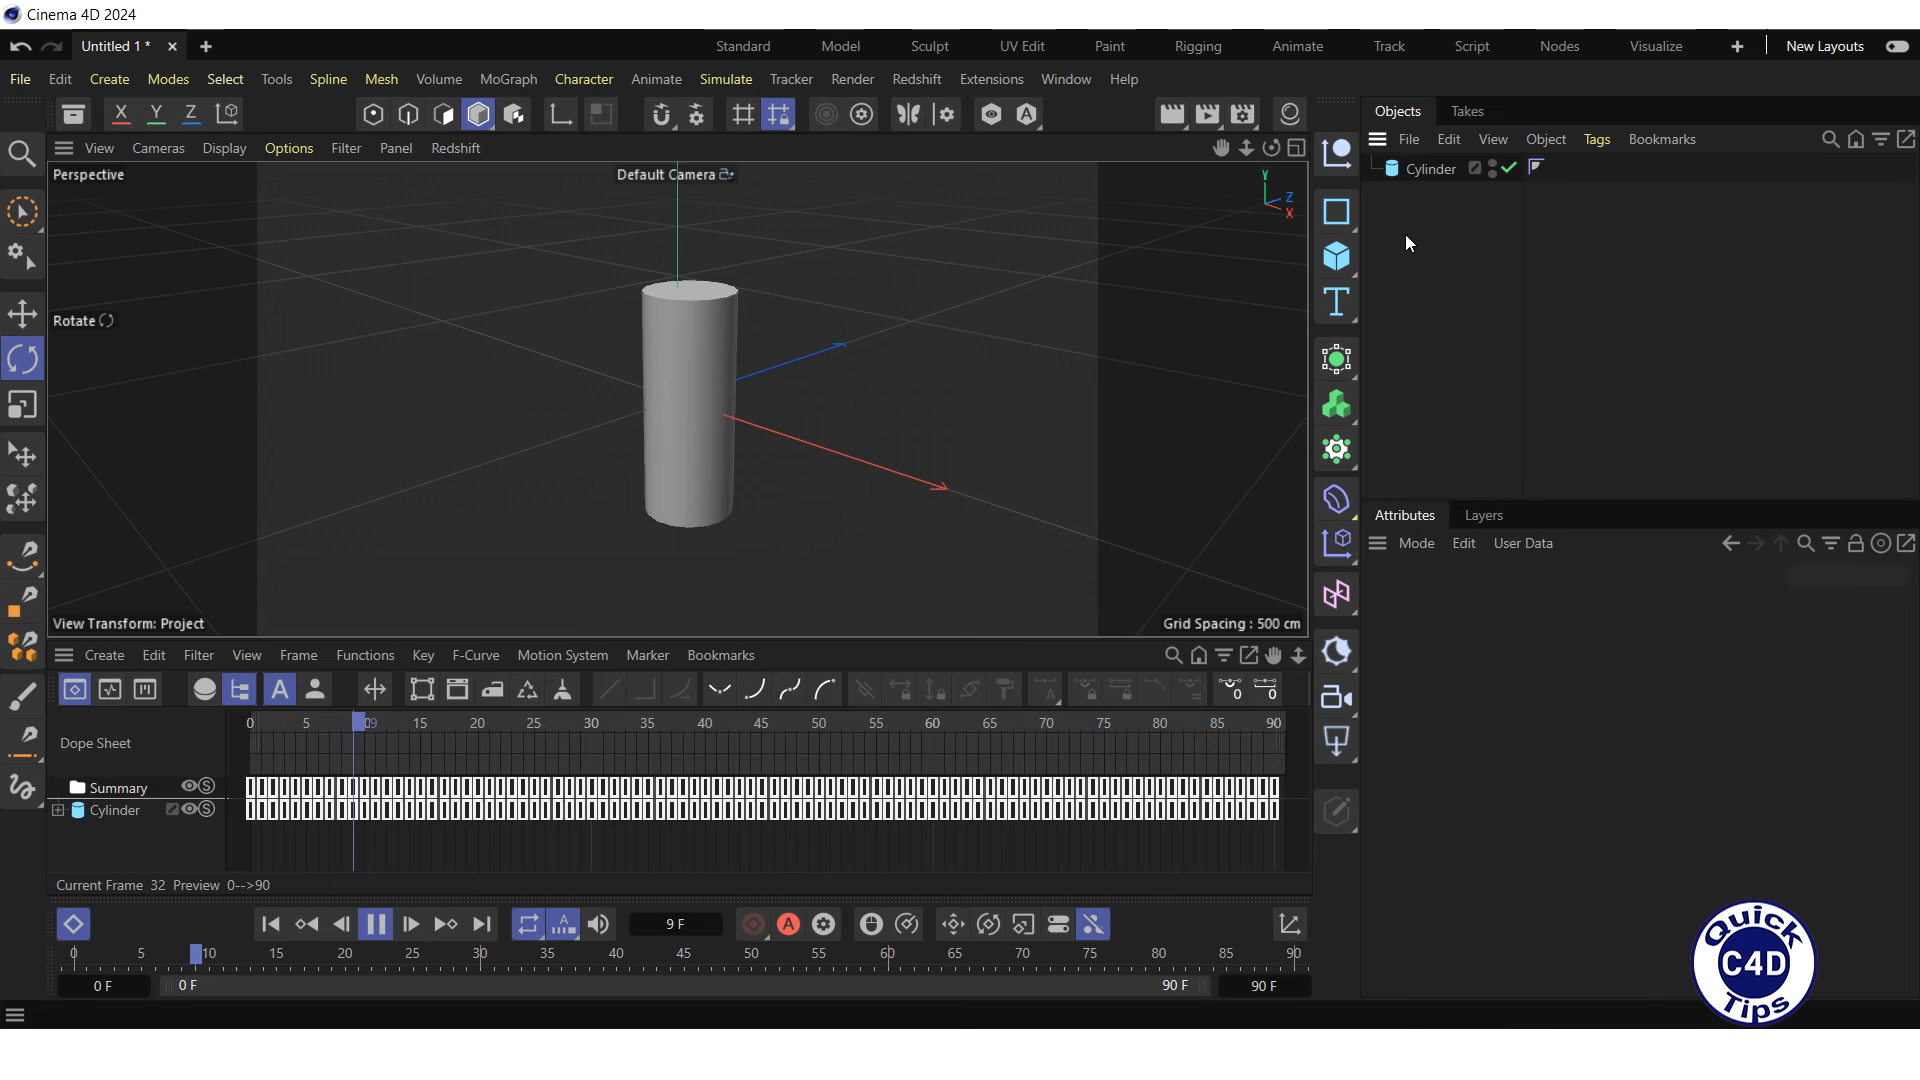 Cinema 4D 2024
Untitled 1 *
Standard Model Sculpt UV Edit Paint Rigging Animate Track Script Nodes Visualize New Layouts
File Edit Create Modes Select Tools Spline Mesh Volume MoGraph Character Animate Simulate Tracker Render Redshift Extensions Window Help
X Y Z
Objects Takes
View Cameras Display Options Filter Panel Redshift
File Edit View Object Tags Bookmarks
Perspective
Default Camera
Y
Z
X
Cylinder
Rotate
View Transform: Project
Grid Spacing : 500 cm
Attributes Layers
Mode Edit User Data
Create Edit Filter View Frame Functions Key F-Curve Motion System Marker Bookmarks
0 5 09 15 20 25 30 35 40 45 50 55 60 65 70 75 80 85 90
Dope Sheet
Summary
Cylinder
Current Frame 32 Preview 0-->90
9 F
0 5 10 15 20 25 30 35 40 45 50 55 60 65 70 75 80 85 90
0 F 0 F 90 F 90 F
Quick
C4D
Tips